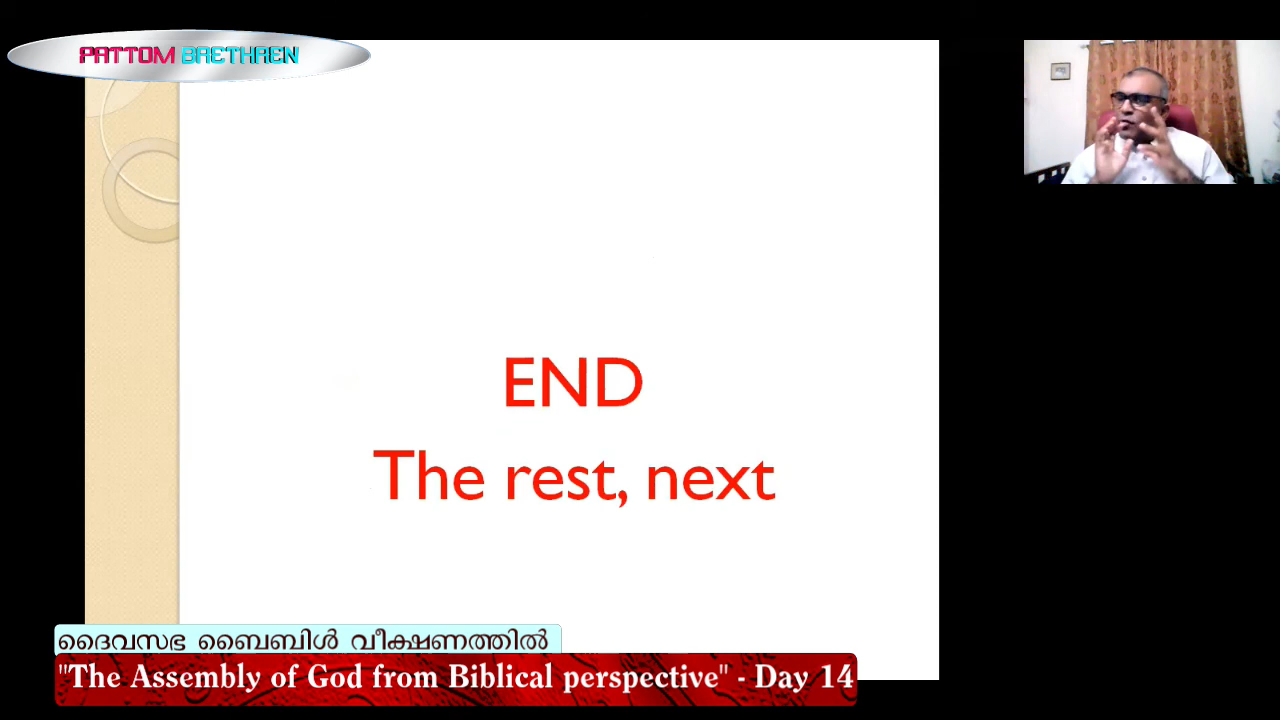 PATTOM BRETHREN
END
The rest, next
ദൈവസഭ ബൈബിൾ വീക്ഷണത്തിൽ
"The Assembly of God from Biblical perspective" - Day 14